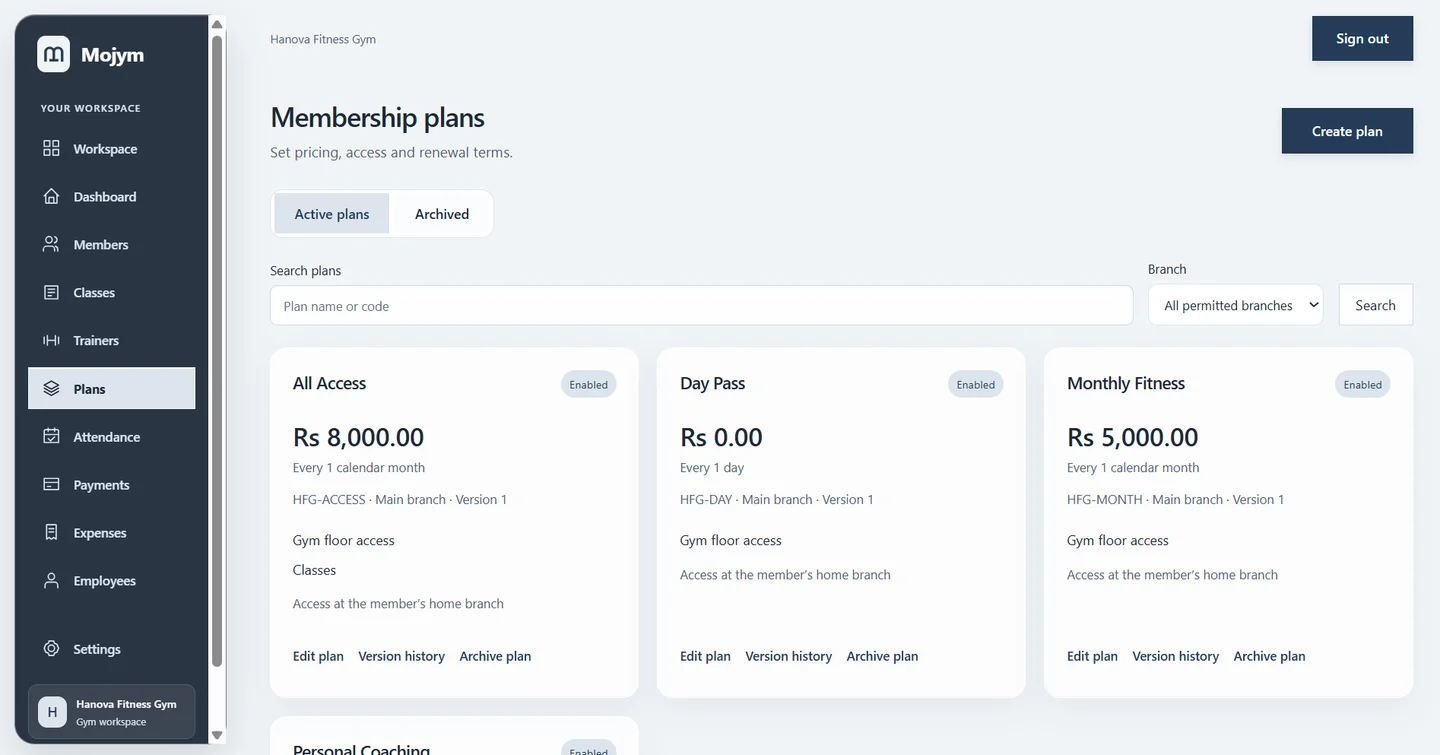 Mojym
YOUR WORKSPACE
Workspace
Dashboard
Members
Classes
Trainers
Plans
Attendance
Payments
Expenses
Employees
Settings
H
Hanova Fitness Gym
Gym workspace
Hanova Fitness Gym
Sign out
Membership plans
Set pricing, access and renewal terms.
Create plan
Active plans
Archived
Search plans
Plan name or code
Branch
All permitted branches
Search
All Access
Enabled
Rs 8,000.00
Every 1 calendar month
HFG-ACCESS · Main branch · Version 1
Gym floor access
Classes
Access at the member’s home branch
Edit plan Version history Archive plan
Day Pass
Enabled
Rs 0.00
Every 1 day
HFG-DAY · Main branch · Version 1
Gym floor access
Access at the member’s home branch
Edit plan Version history Archive plan
Monthly Fitness
Enabled
Rs 5,000.00
Every 1 calendar month
HFG-MONTH · Main branch · Version 1
Gym floor access
Access at the member’s home branch
Edit plan Version history Archive plan
Personal Coaching
Enabled